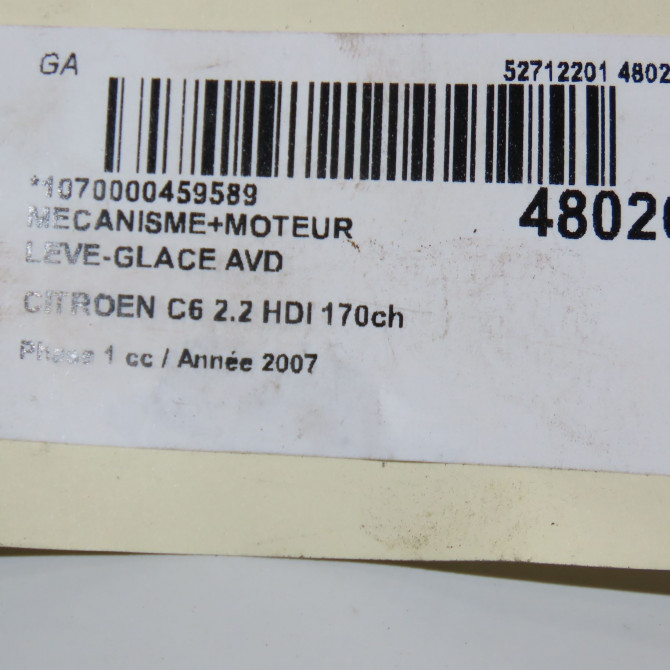 GA
52712201 4802
*1070000459589
48020
MECANISME+MOTEUR
LEVE-GLACE AVD
CITROEN C6 2.2 HDI 170ch
Phase 1 cc / Année 2007